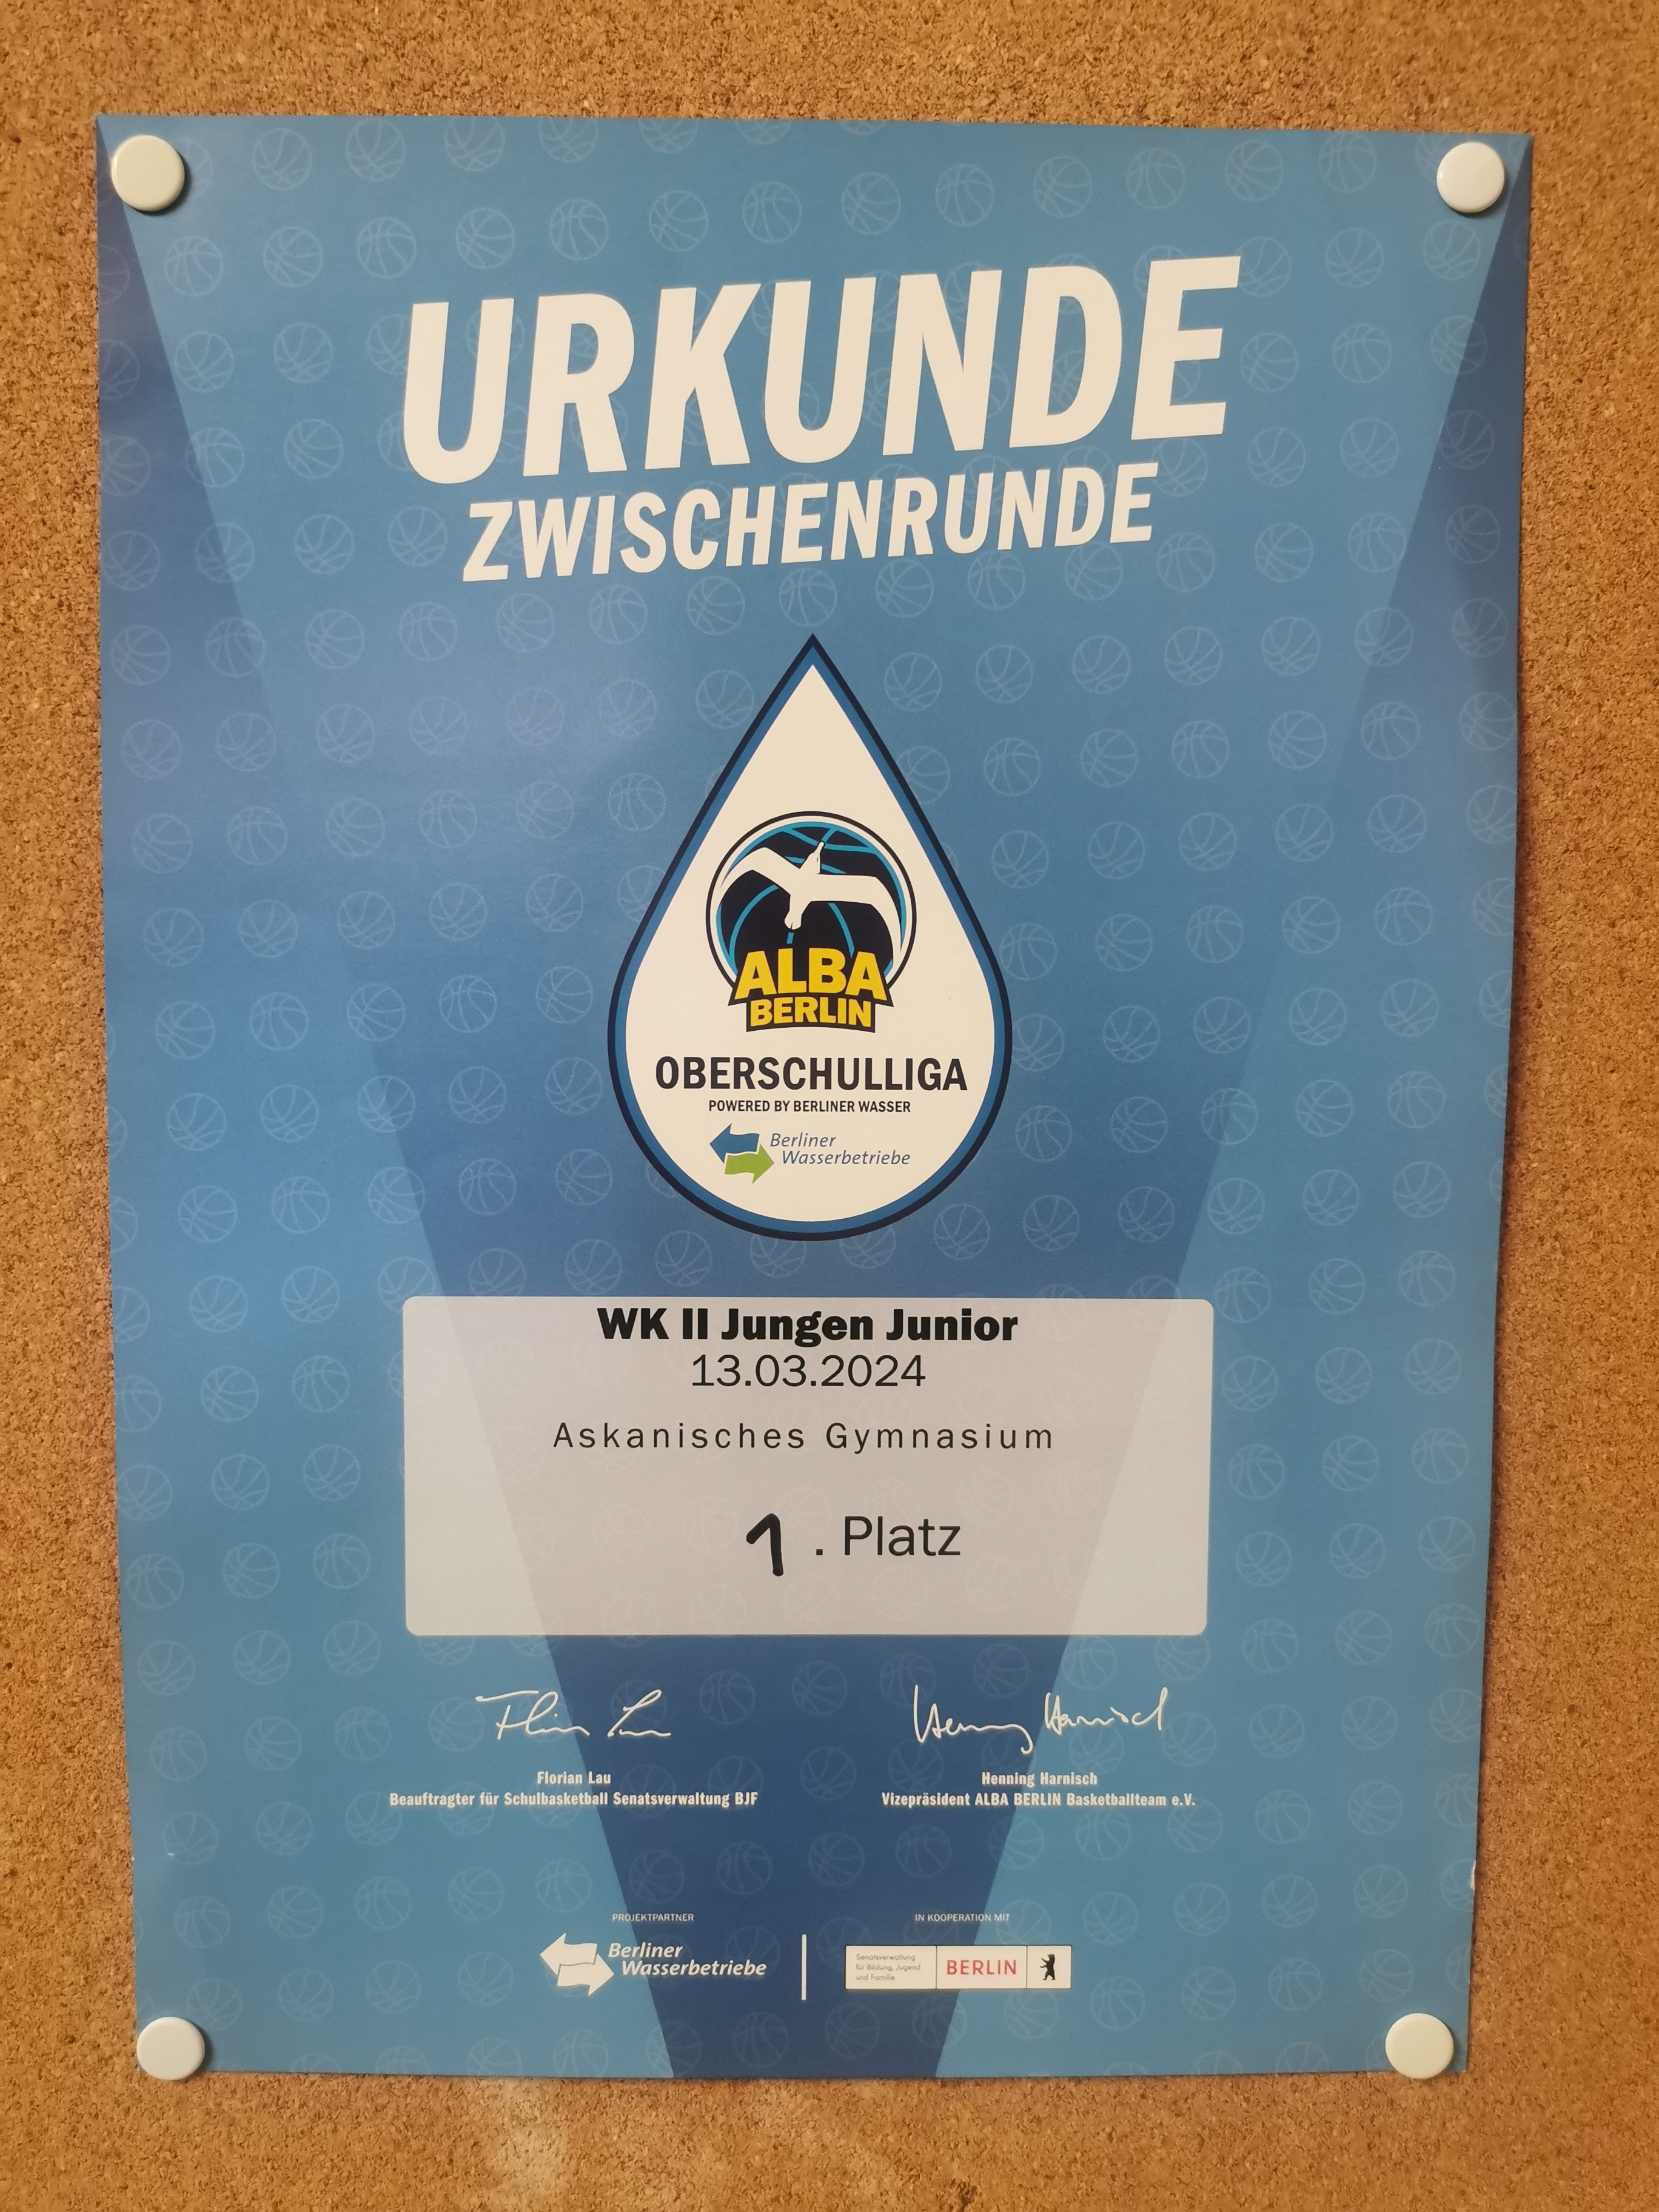 URKUNDE
ZWISCHENRUNDE
ALBA
BERLIN
OBERSCHULLIGA
POWERED BY BERLINER WASSER
Berliner
Wasserbetriebe
WK II Jungen Junior
13.03.2024
Askanisches Gymnasium
1. Platz
Florian Lau
Beauftragter für Schulbasketball Senatsverwaltung BJF
Henning Harnisch
Henning Harnisch
Vizepräsident ALBA BERLIN Basketballteam e.V.
PROJEKTPARTNER
Berliner
Wasserbetriebe
IN KOOPERATION MIT
Senatsverwaltung
für Bildung, Jugend
und Familie
BERLIN